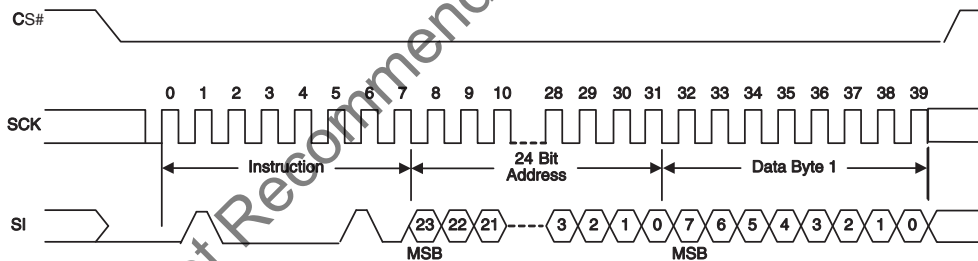 CS#
0 1 2 3 4 5 6 7 8 9 10 28 29 30 31 32 33 34 35 36 37 38 39
SCK
Instruction
24 Bit
Address
Data Byte 1
SI
23 22 21 3 2 1 0 7 6 5 4 3 2 1 0
MSB MSB
Recommen